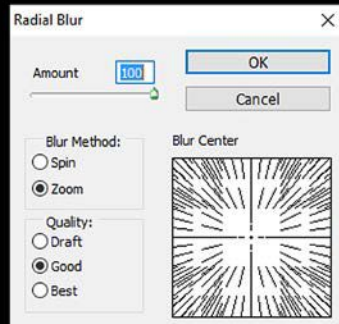 Radial Blur
Amount 100
OK
Cancel
Blur Method:
Spin
Zoom
Blur Center
Quality:
Draft
Good
Best